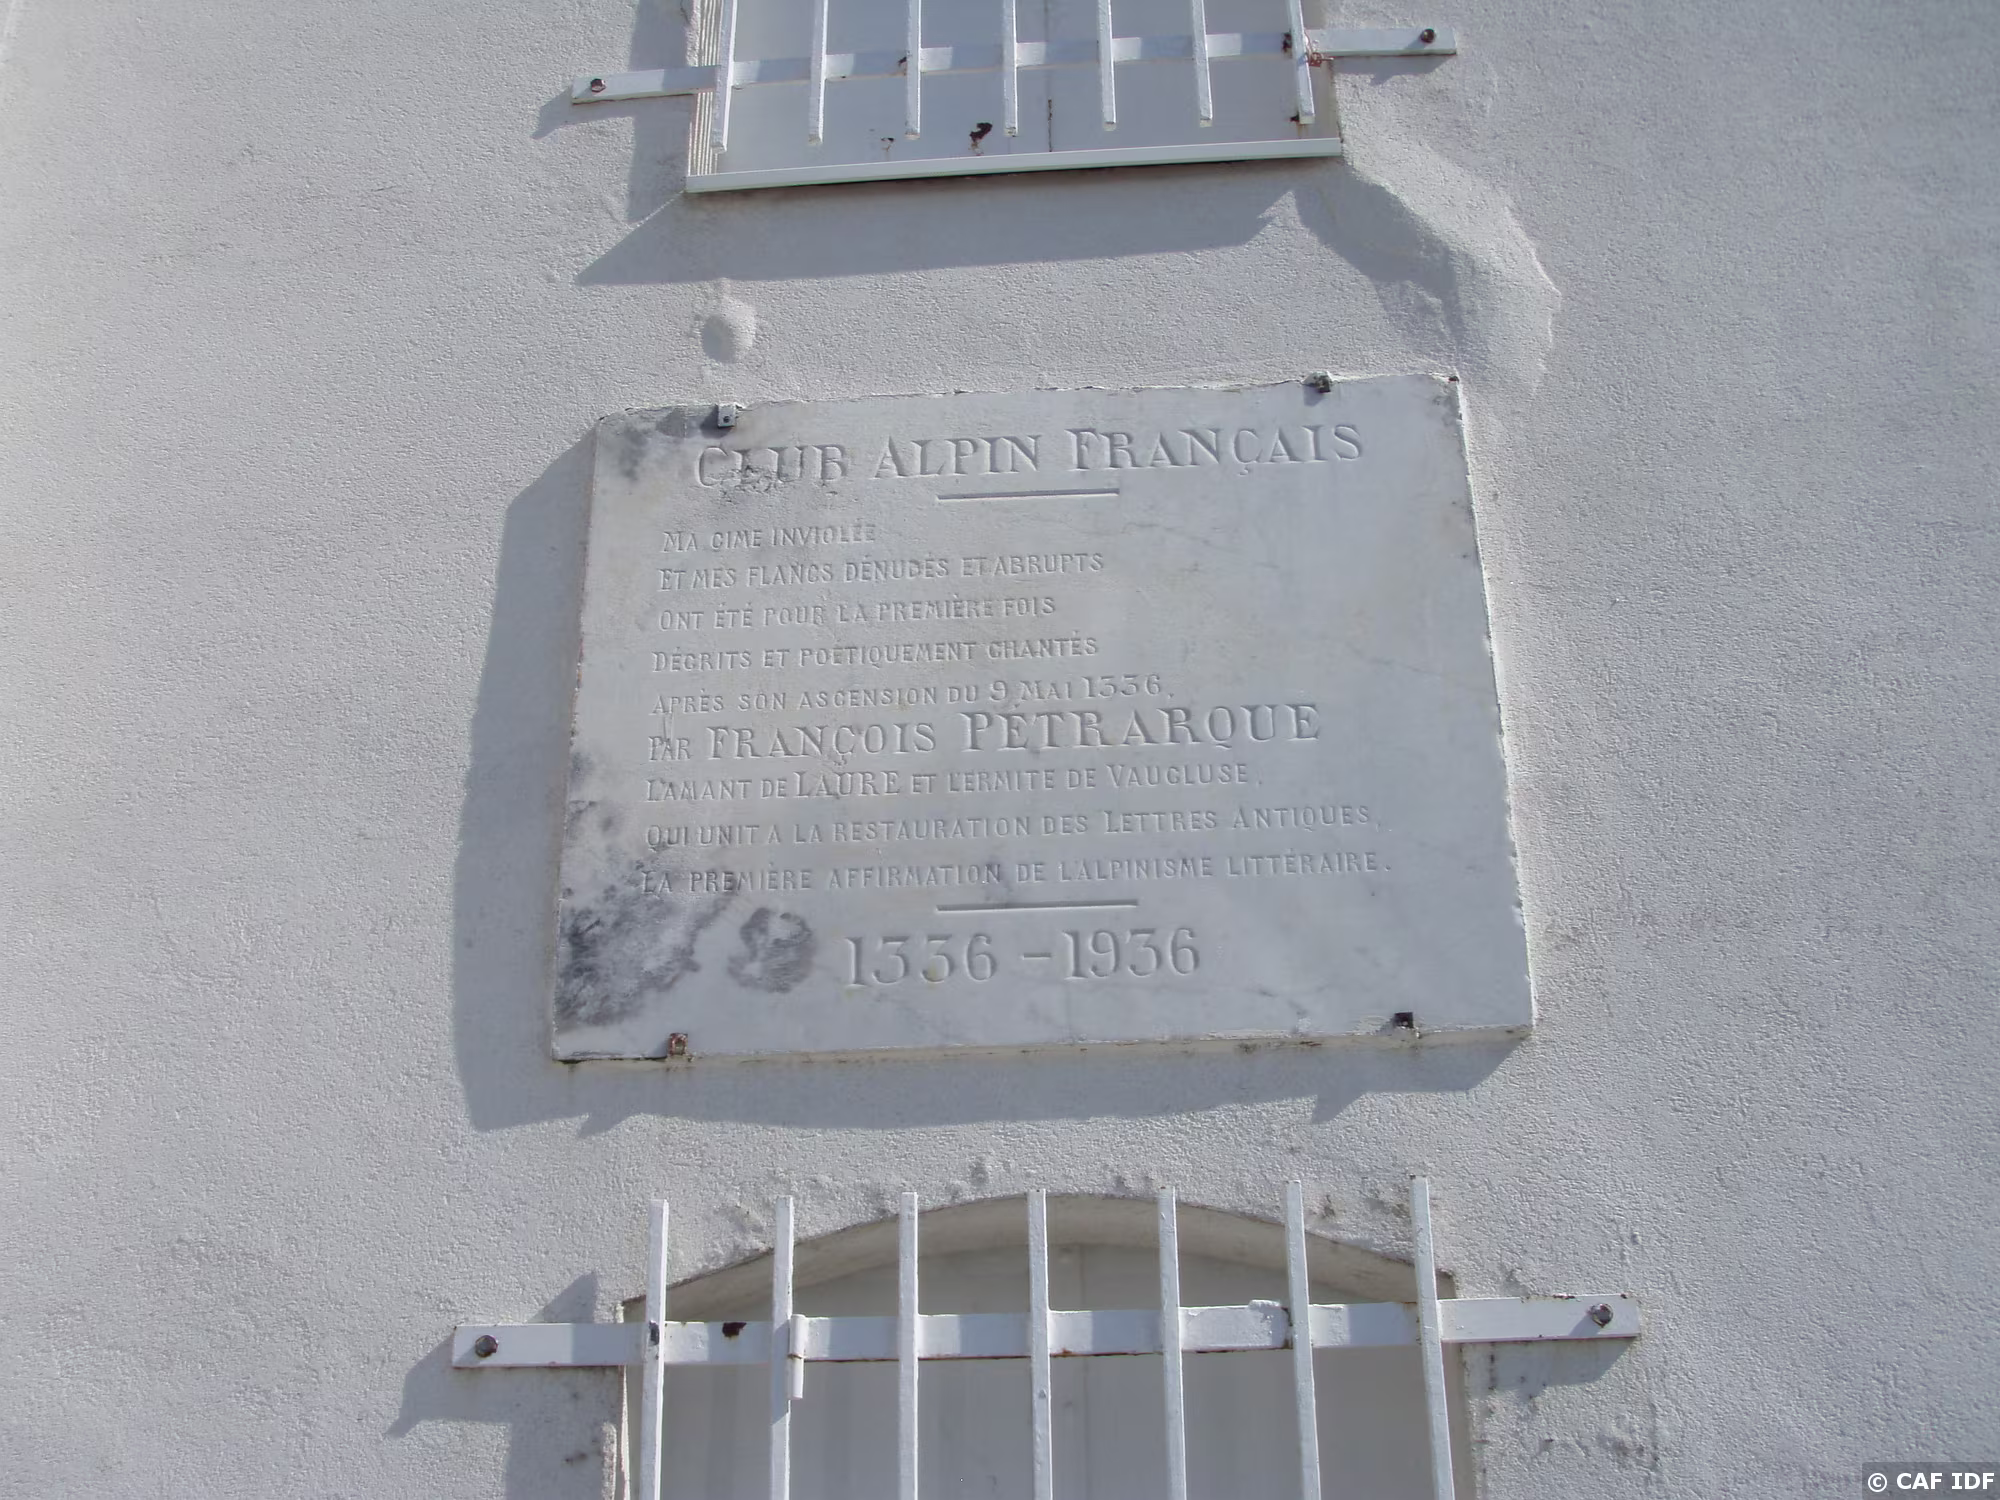 CLUB ALPIN FRANÇAIS
MA CIME INVIOLÉE
ET MES FLANCS DÉNUDÉS ET ABRUPTS
ONT ÉTÉ POUR LA PREMIÈRE FOIS
DÉCRITS ET POÉTIQUEMENT CHANTÉS
APRÈS SON ASCENSION DU 9 MAI 1336,
PAR FRANÇOIS PÉTRARQUE
L'AMANT DE LAURE ET L'ERMITE DE VAUCLUSE,
QUI UNIT A LA RESTAURATION DES LETTRES ANTIQUES,
LA PREMIÈRE AFFIRMATION DE L'ALPINISME LITTÉRAIRE.
1336 - 1936
© CAF IDF